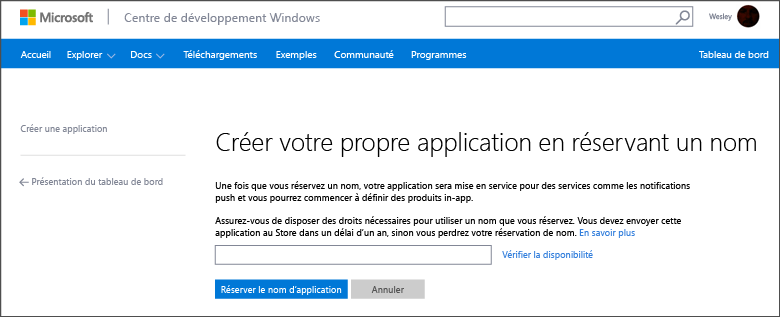 Microsoft
Centre de développement Windows
Wesley
Accueil
Explorer
Docs
Téléchargements
Exemples
Communauté
Programmes
Tableau de bord
Créer une application
Présentation du tableau de bord
Créer votre propre application en réservant un nom
Une fois que vous réservez un nom, votre application sera mise en service pour des services comme les notifications
push et vous pourrez commencer à définir des produits in-app.
Assurez-vous de disposer des droits nécessaires pour utiliser un nom que vous réservez. Vous devez envoyer cette
application au Store dans un délai d'un an, sinon vous perdrez votre réservation de nom. En savoir plus
Vérifier la disponibilité
Réserver le nom d'application
Annuler